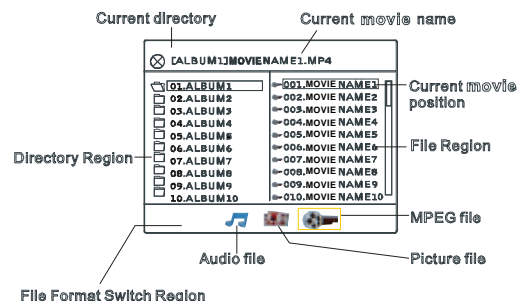 Current directory
Current movie name
[ALBUM1]MOVIENAME1.MP4
01.ALBUM1
02.ALBUM2
03.ALBUM3
04.ALBUM4
05.ALBUM5
06.ALBUM6
07.ALBUM7
08.ALBUM8
09.ALBUM9
10.ALBUM10
001.MOVIE NAME1
002.MOVIE NAME2
003.MOVIE NAME3
004.MOVIE NAME4
005.MOVIE NAME5
006.MOVIE NAME6
007.MOVIE NAME7
008.MOVIE NAME8
009.MOVIE NAME9
010.MOVIE NAME10
Current movie
position
Directory Region
File Region
MPEG file
Audio file
Picture file
File Format Switch Region